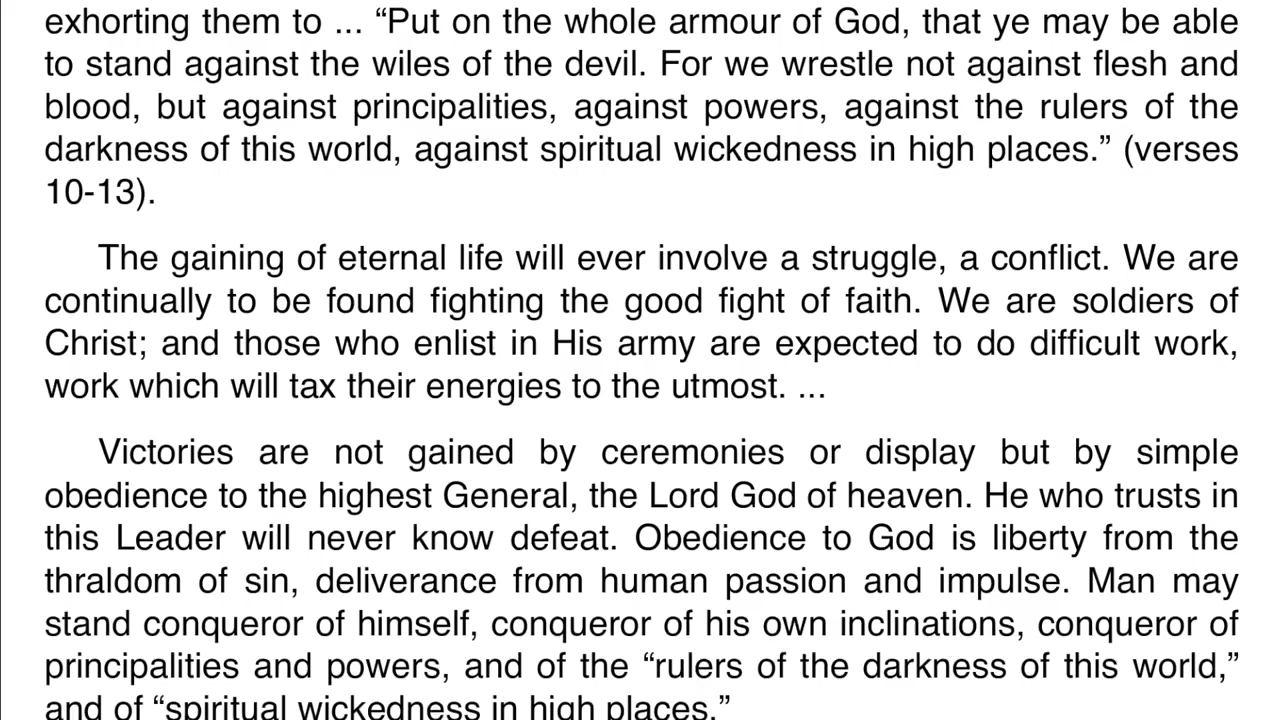 exhorting them to ... “Put on the whole armour of God, that ye may be able
to stand against the wiles of the devil. For we wrestle not against flesh and
blood, but against principalities, against powers, against the rulers of the
darkness of this world, against spiritual wickedness in high places.” (verses
10-13).
The gaining of eternal life will ever involve a struggle, a conflict. We are
continually to be found fighting the good fight of faith. We are soldiers of
Christ; and those who enlist in His army are expected to do difficult work,
work which will tax their energies to the utmost. ...
Victories are not gained by ceremonies or display but by simple
obedience to the highest General, the Lord God of heaven. He who trusts in
this Leader will never know defeat. Obedience to God is liberty from the
thraldom of sin, deliverance from human passion and impulse. Man may
stand conqueror of himself, conqueror of his own inclinations, conqueror of
principalities and powers, and of the “rulers of the darkness of this world,”
and of “spiritual wickedness in high places.”